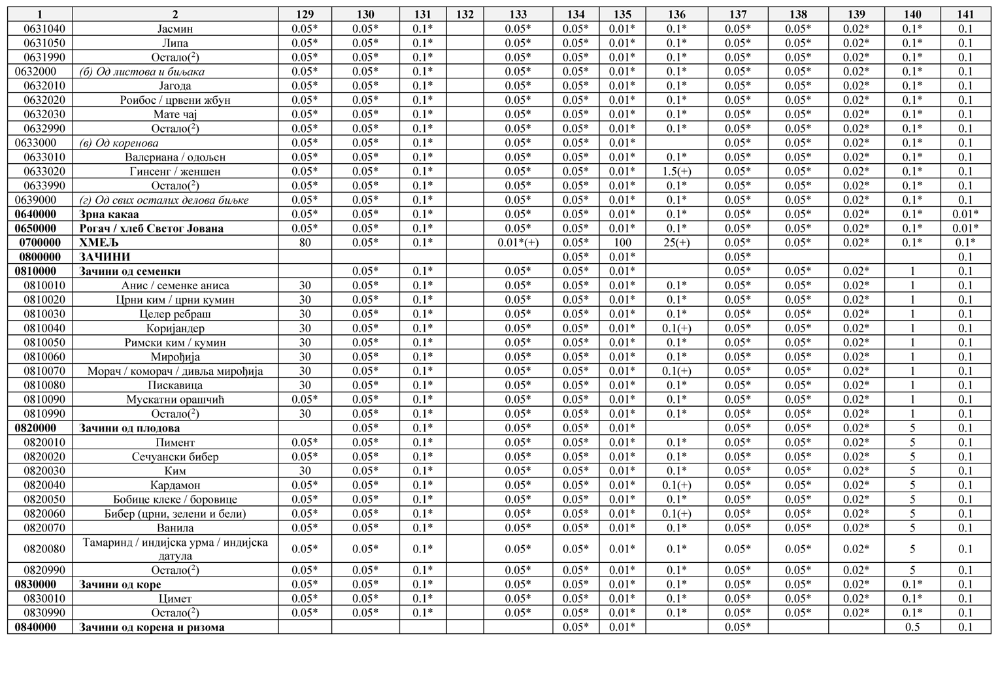 1 2 129 130 131 132 133 134 135 136 137 138 139 140 141
0631040 Јасмин 0.05* 0.05* 0.1* 0.05* 0.05* 0.01* 0.1* 0.05* 0.05* 0.02* 0.1* 0.1
0631050 Липа 0.05* 0.05* 0.1* 0.05* 0.05* 0.01* 0.1* 0.05* 0.05* 0.02* 0.1* 0.1
0631990 Остало(²) 0.05* 0.05* 0.1* 0.05* 0.05* 0.01* 0.1* 0.05* 0.05* 0.02* 0.1* 0.1
0632000 (б) Од листова и биљака 0.05* 0.05* 0.1* 0.05* 0.05* 0.01* 0.1* 0.05* 0.05* 0.02* 0.1* 0.1
0632010 Јагода 0.05* 0.05* 0.1* 0.05* 0.05* 0.01* 0.1* 0.05* 0.05* 0.02* 0.1* 0.1
0632020 Роибос / црвени жбун 0.05* 0.05* 0.1* 0.05* 0.05* 0.01* 0.1* 0.05* 0.05* 0.02* 0.1* 0.1
0632030 Мате чај 0.05* 0.05* 0.1* 0.05* 0.05* 0.01* 0.1* 0.05* 0.05* 0.02* 0.1* 0.1
0632990 Остало(²) 0.05* 0.05* 0.1* 0.05* 0.05* 0.01* 0.1* 0.05* 0.05* 0.02* 0.1* 0.1
0633000 (в) Од коренова 0.05* 0.05* 0.1* 0.05* 0.05* 0.01* 0.05* 0.05* 0.02* 0.1* 0.1
0633010 Валериана / одољен 0.05* 0.05* 0.1* 0.05* 0.05* 0.01* 0.1* 0.05* 0.05* 0.02* 0.1* 0.1
0633020 Гинсенг / женшен 0.05* 0.05* 0.1* 0.05* 0.05* 0.01* 1.5(+) 0.05* 0.05* 0.02* 0.1* 0.1
0633990 Остало(²) 0.05* 0.05* 0.1* 0.05* 0.05* 0.01* 0.1* 0.05* 0.05* 0.02* 0.1* 0.1
0639000 (г) Од свих осталих делова биљке 0.05* 0.05* 0.1* 0.05* 0.05* 0.01* 0.1* 0.05* 0.05* 0.02* 0.1* 0.1
0640000 Зрна какаа 0.05* 0.05* 0.1* 0.05* 0.05* 0.01* 0.1* 0.05* 0.05* 0.02* 0.1* 0.01*
0650000 Рогач / хлеб Светог Јована 0.05* 0.05* 0.1* 0.05* 0.05* 0.01* 0.1* 0.05* 0.05* 0.02* 0.1* 0.01*
0700000 ХМЕЉ 80 0.05* 0.1* 0.01*(+) 0.05* 100 25(+) 0.05* 0.05* 0.02* 0.1* 0.1*
0800000 ЗАЧИНИ 0.05* 0.01* 0.05* 0.1
0810000 Зачини од семенки 0.05* 0.1* 0.05* 0.05* 0.01* 0.05* 0.05* 0.02* 1 0.1
0810010 Анис / семенке аниса 30 0.05* 0.1* 0.05* 0.05* 0.01* 0.1* 0.05* 0.05* 0.02* 1 0.1
0810020 Црни ким / црни кумин 30 0.05* 0.1* 0.05* 0.05* 0.01* 0.1* 0.05* 0.05* 0.02* 1 0.1
0810030 Целер ребраш 30 0.05* 0.1* 0.05* 0.05* 0.01* 0.1* 0.05* 0.05* 0.02* 1 0.1
0810040 Коријандер 30 0.05* 0.1* 0.05* 0.05* 0.01* 0.1(+) 0.05* 0.05* 0.02* 1 0.1
0810050 Римски ким / кумин 30 0.05* 0.1* 0.05* 0.05* 0.01* 0.1* 0.05* 0.05* 0.02* 1 0.1
0810060 Мирођија 30 0.05* 0.1* 0.05* 0.05* 0.01* 0.1* 0.05* 0.05* 0.02* 1 0.1
0810070 Морач / коморач / дивља мирођија 30 0.05* 0.1* 0.05* 0.05* 0.01* 0.1(+) 0.05* 0.05* 0.02* 1 0.1
0810080 Пискавица 30 0.05* 0.1* 0.05* 0.05* 0.01* 0.1* 0.05* 0.05* 0.02* 1 0.1
0810090 Мускатни орашчић 0.05* 0.05* 0.1* 0.05* 0.05* 0.01* 0.1* 0.05* 0.05* 0.02* 1 0.1
0810990 Остало(²) 30 0.05* 0.1* 0.05* 0.05* 0.01* 0.1* 0.05* 0.05* 0.02* 1 0.1
0820000 Зачини од плодова 0.05* 0.1* 0.05* 0.05* 0.01* 0.05* 0.05* 0.02* 5 0.1
0820010 Пимент 0.05* 0.05* 0.1* 0.05* 0.05* 0.01* 0.1* 0.05* 0.05* 0.02* 5 0.1
0820020 Сечуански бибер 0.05* 0.05* 0.1* 0.05* 0.05* 0.01* 0.1* 0.05* 0.05* 0.02* 5 0.1
0820030 Ким 30 0.05* 0.1* 0.05* 0.05* 0.01* 0.1* 0.05* 0.05* 0.02* 5 0.1
0820040 Кардамон 0.05* 0.05* 0.1* 0.05* 0.05* 0.01* 0.1(+) 0.05* 0.05* 0.02* 5 0.1
0820050 Бобице клеке / боровице 0.05* 0.05* 0.1* 0.05* 0.05* 0.01* 0.1* 0.05* 0.05* 0.02* 5 0.1
0820060 Бибер (црни, зелени и бели) 0.05* 0.05* 0.1* 0.05* 0.05* 0.01* 0.1(+) 0.05* 0.05* 0.02* 5 0.1
0820070 Ванила 0.05* 0.05* 0.1* 0.05* 0.05* 0.01* 0.1* 0.05* 0.05* 0.02* 5 0.1
0820080 Тамаринд / индијска урма / индијска
датула 0.05* 0.05* 0.1* 0.05* 0.05* 0.01* 0.1* 0.05* 0.05* 0.02* 5 0.1
0820990 Остало(²) 0.05* 0.05* 0.1* 0.05* 0.05* 0.01* 0.1* 0.05* 0.05* 0.02* 5 0.1
0830000 Зачини од коре 0.05* 0.05* 0.1* 0.05* 0.05* 0.01* 0.1* 0.05* 0.05* 0.02* 0.1* 0.1
0830010 Цимет 0.05* 0.05* 0.1* 0.05* 0.05* 0.01* 0.1* 0.05* 0.05* 0.02* 0.1* 0.1
0830990 Остало(²) 0.05* 0.05* 0.1* 0.05* 0.05* 0.01* 0.1* 0.05* 0.05* 0.02* 0.1* 0.1
0840000 Зачини од корена и ризома 0.05* 0.01* 0.05* 0.5 0.1